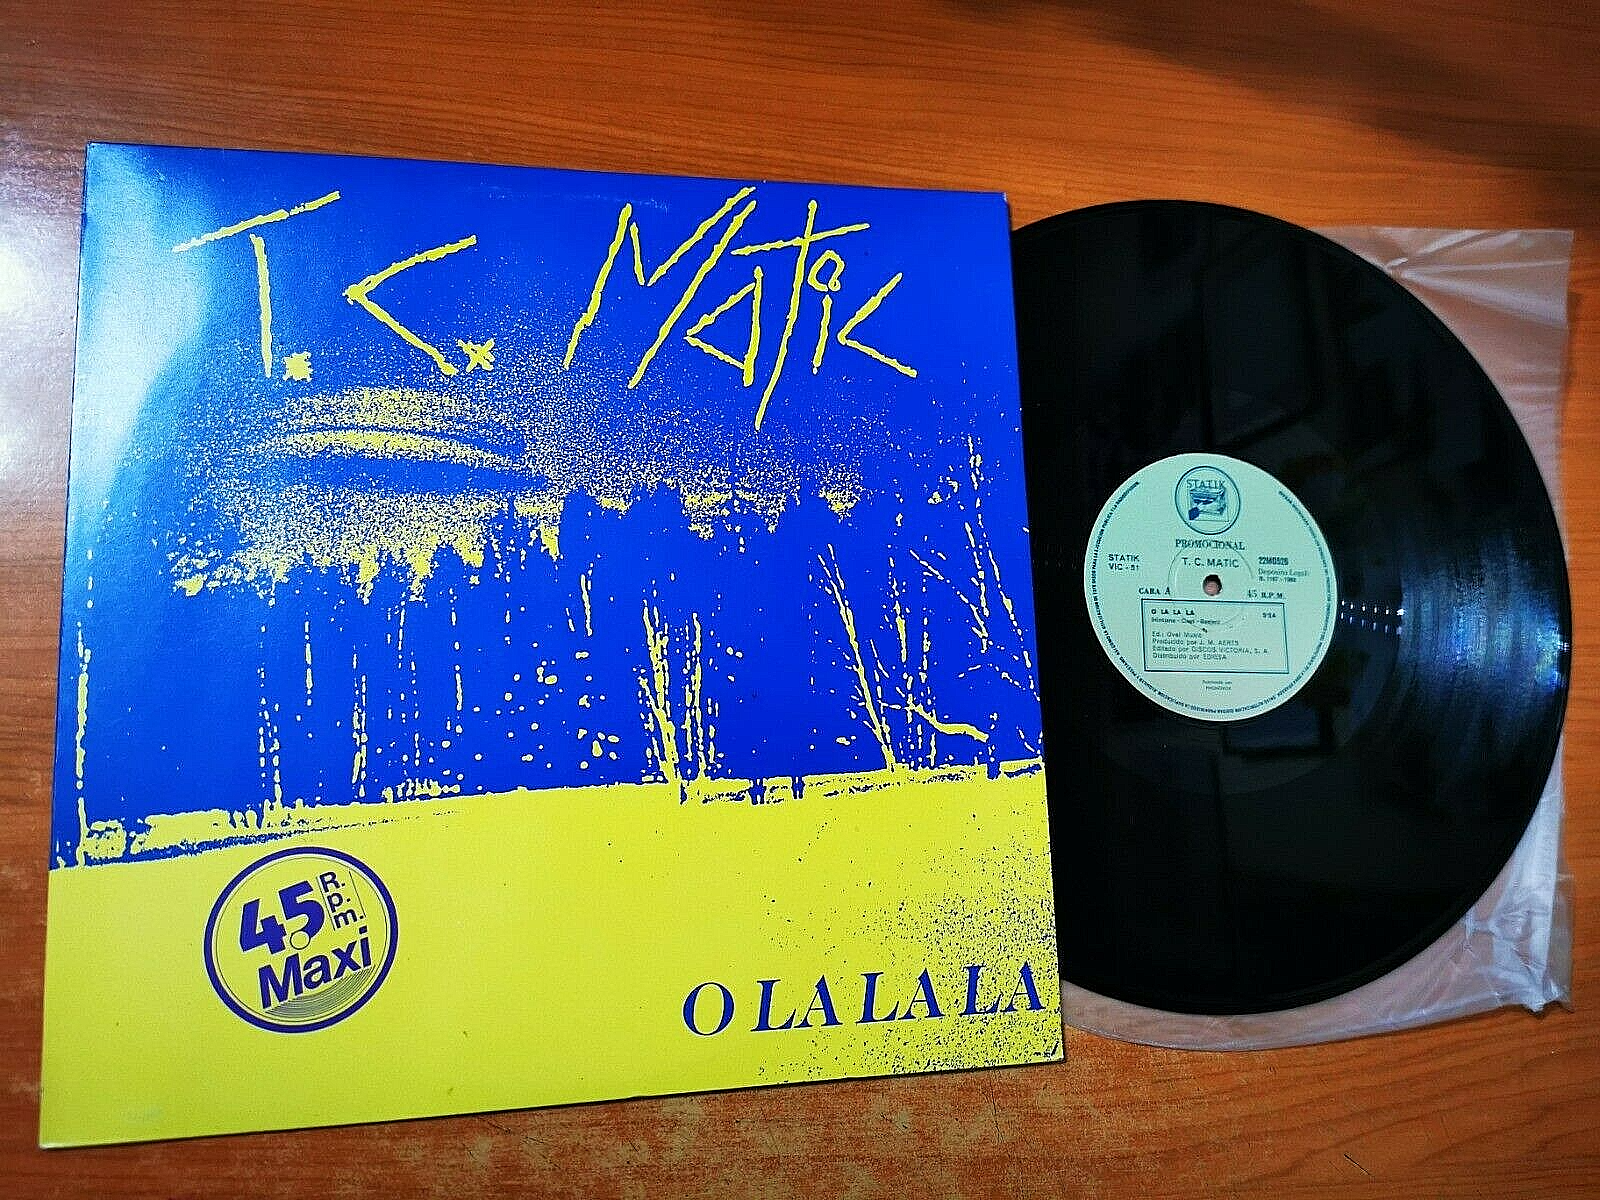 T.C. Matic
45 R.p.m.
Maxi
O LA LA LA
STATIK
PROMOCIONAL
STATIK
VIC - 51
T. C. MATIC
22M0526
Deposito Legal:
CARA A
45 R.P.M.
O LA LA LA
Ed.: Oval Music
Producido por J. M. AERTS
Editado por DISCOS VICTORIA, S. A.
Distribuido por EDIGSA